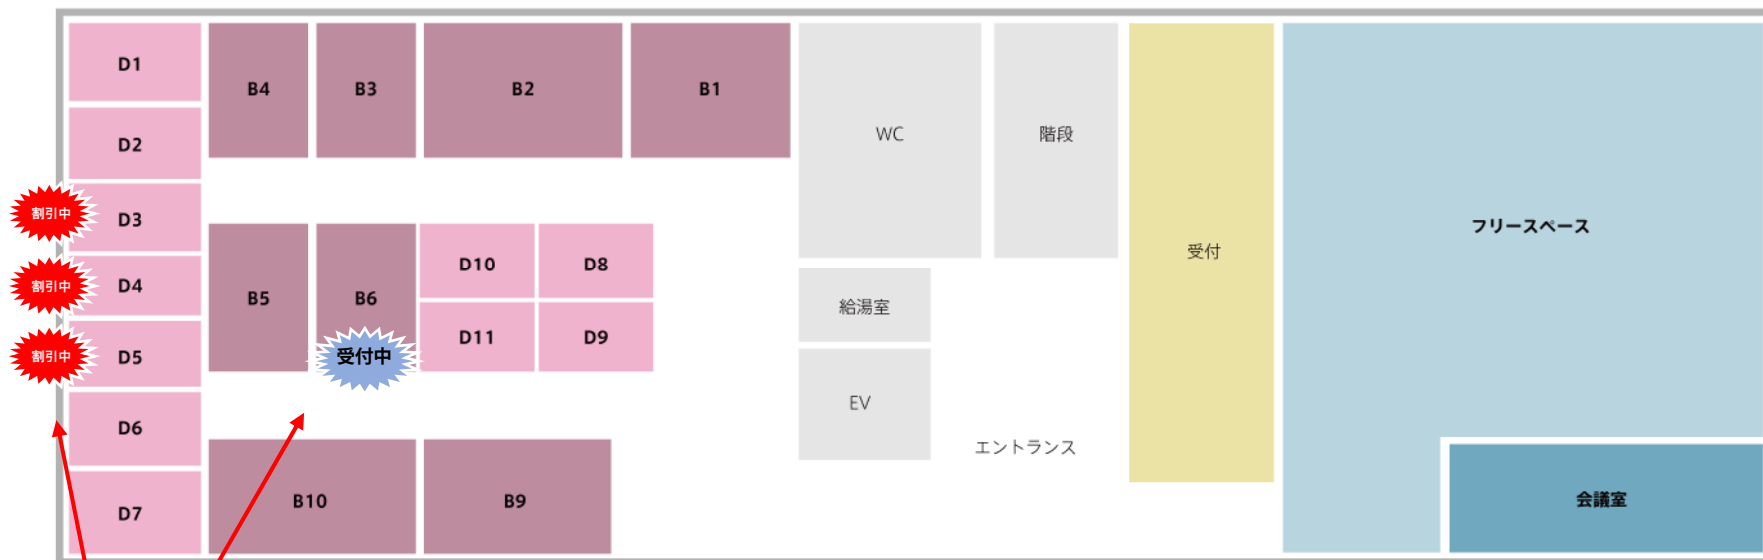 D1
D2
割引中
D3
割引中
D4
割引中
D5
D6
D7
B4
B3
B2
B1
B5
B6
受付中
D10
D8
D11
D9
B10
B9
WC
階段
給湯室
EV
エントランス
受付
フリースペース
会議室